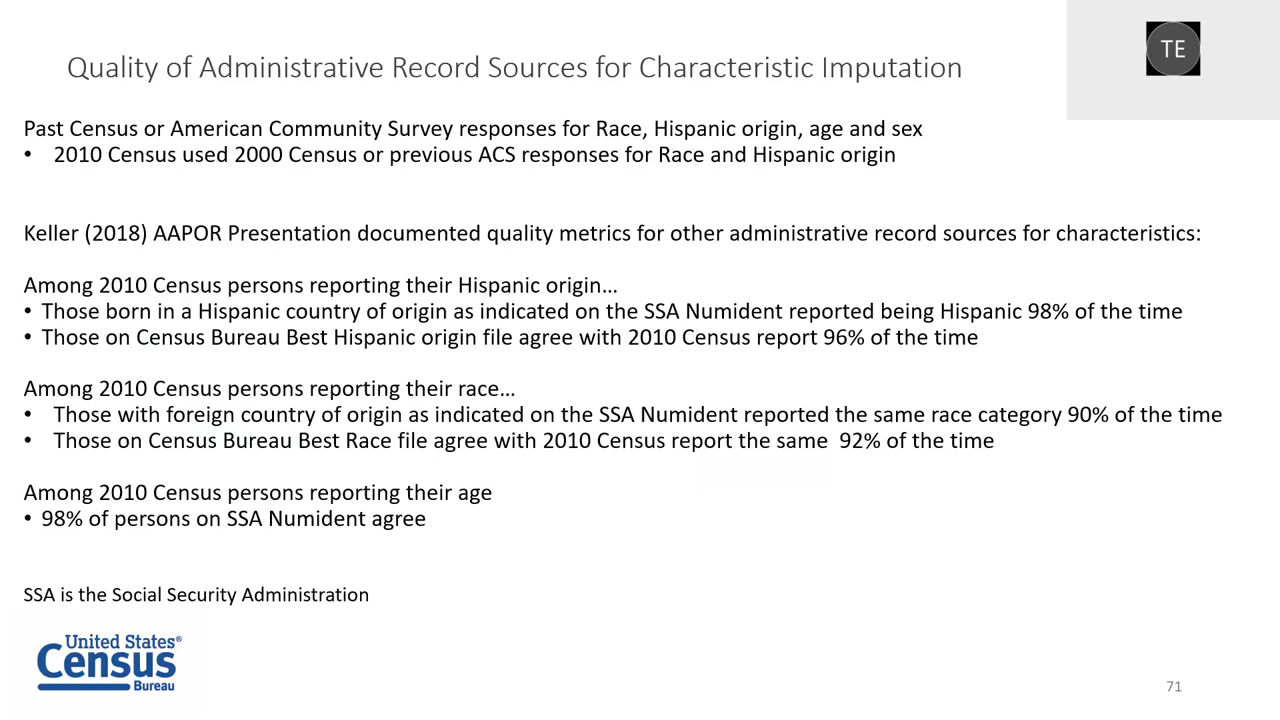 TE
Quality of Administrative Record Sources for Characteristic Imputation
Past Census or American Community Survey responses for Race, Hispanic origin, age and sex
• 2010 Census used 2000 Census or previous ACS responses for Race and Hispanic origin
Keller (2018) AAPOR Presentation documented quality metrics for other administrative record sources for characteristics:
Among 2010 Census persons reporting their Hispanic origin…
• Those born in a Hispanic country of origin as indicated on the SSA Numident reported being Hispanic 98% of the time
• Those on Census Bureau Best Hispanic origin file agree with 2010 Census report 96% of the time
Among 2010 Census persons reporting their race…
• Those with foreign country of origin as indicated on the SSA Numident reported the same race category 90% of the time
• Those on Census Bureau Best Race file agree with 2010 Census report the same 92% of the time
Among 2010 Census persons reporting their age
• 98% of persons on SSA Numident agree
SSA is the Social Security Administration
United States®
Census
Bureau
71